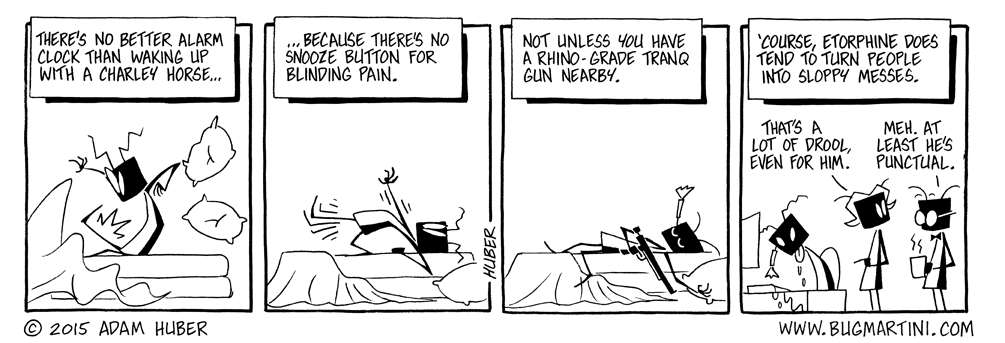 THERE'S NO BETTER ALARM
CLOCK THAN WAKING UP
WITH A CHARLEY HORSE...
...BECAUSE THERE'S NO
SNOOZE BUTTON FOR
BLINDING PAIN.
HUBER
NOT UNLESS YOU HAVE
A RHINO-GRADE TRANQ
GUN NEARBY.
'COURSE, ETORPHINE DOES
TEND TO TURN PEOPLE
INTO SLOPPY MESSES.
THAT'S A
LOT OF DROOL,
EVEN FOR HIM.
MEH. AT
LEAST HE'S
PUNCTUAL.
© 2015 ADAM HUBER
WWW.BUGMARTINI.COM